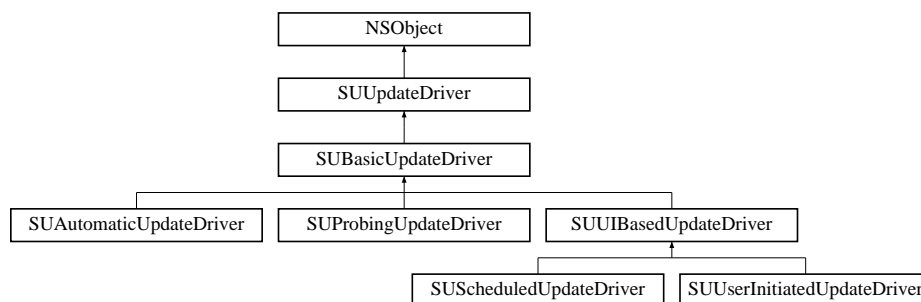 NSObject
SUUpdateDriver
SUBasicUpdateDriver
SUAutomaticUpdateDriver
SUProbingUpdateDriver
SUUIBasedUpdateDriver
SUScheduledUpdateDriver
SUUserInitiatedUpdateDriver